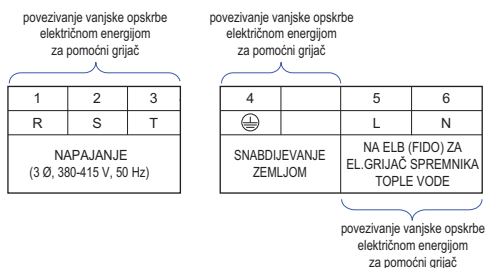 povezivanje vanjske opskrbe
električnom energijom
za pomoćni grijač
povezivanje vanjske opskrbe
električnom energijom
za pomoćni grijač
1 2 3
R S T
NAPAJANJE
(3 Ø, 380-415 V, 50 Hz)
4 5 6
L N
SNABDIJEVANJE
ZEMLJOM
NA ELB (FIDO) ZA
EL.GRIJAČ SPREMNIKA
TOPLE VODE
povezivanje vanjske opskrbe
električnom energijom
za pomoćni grijač